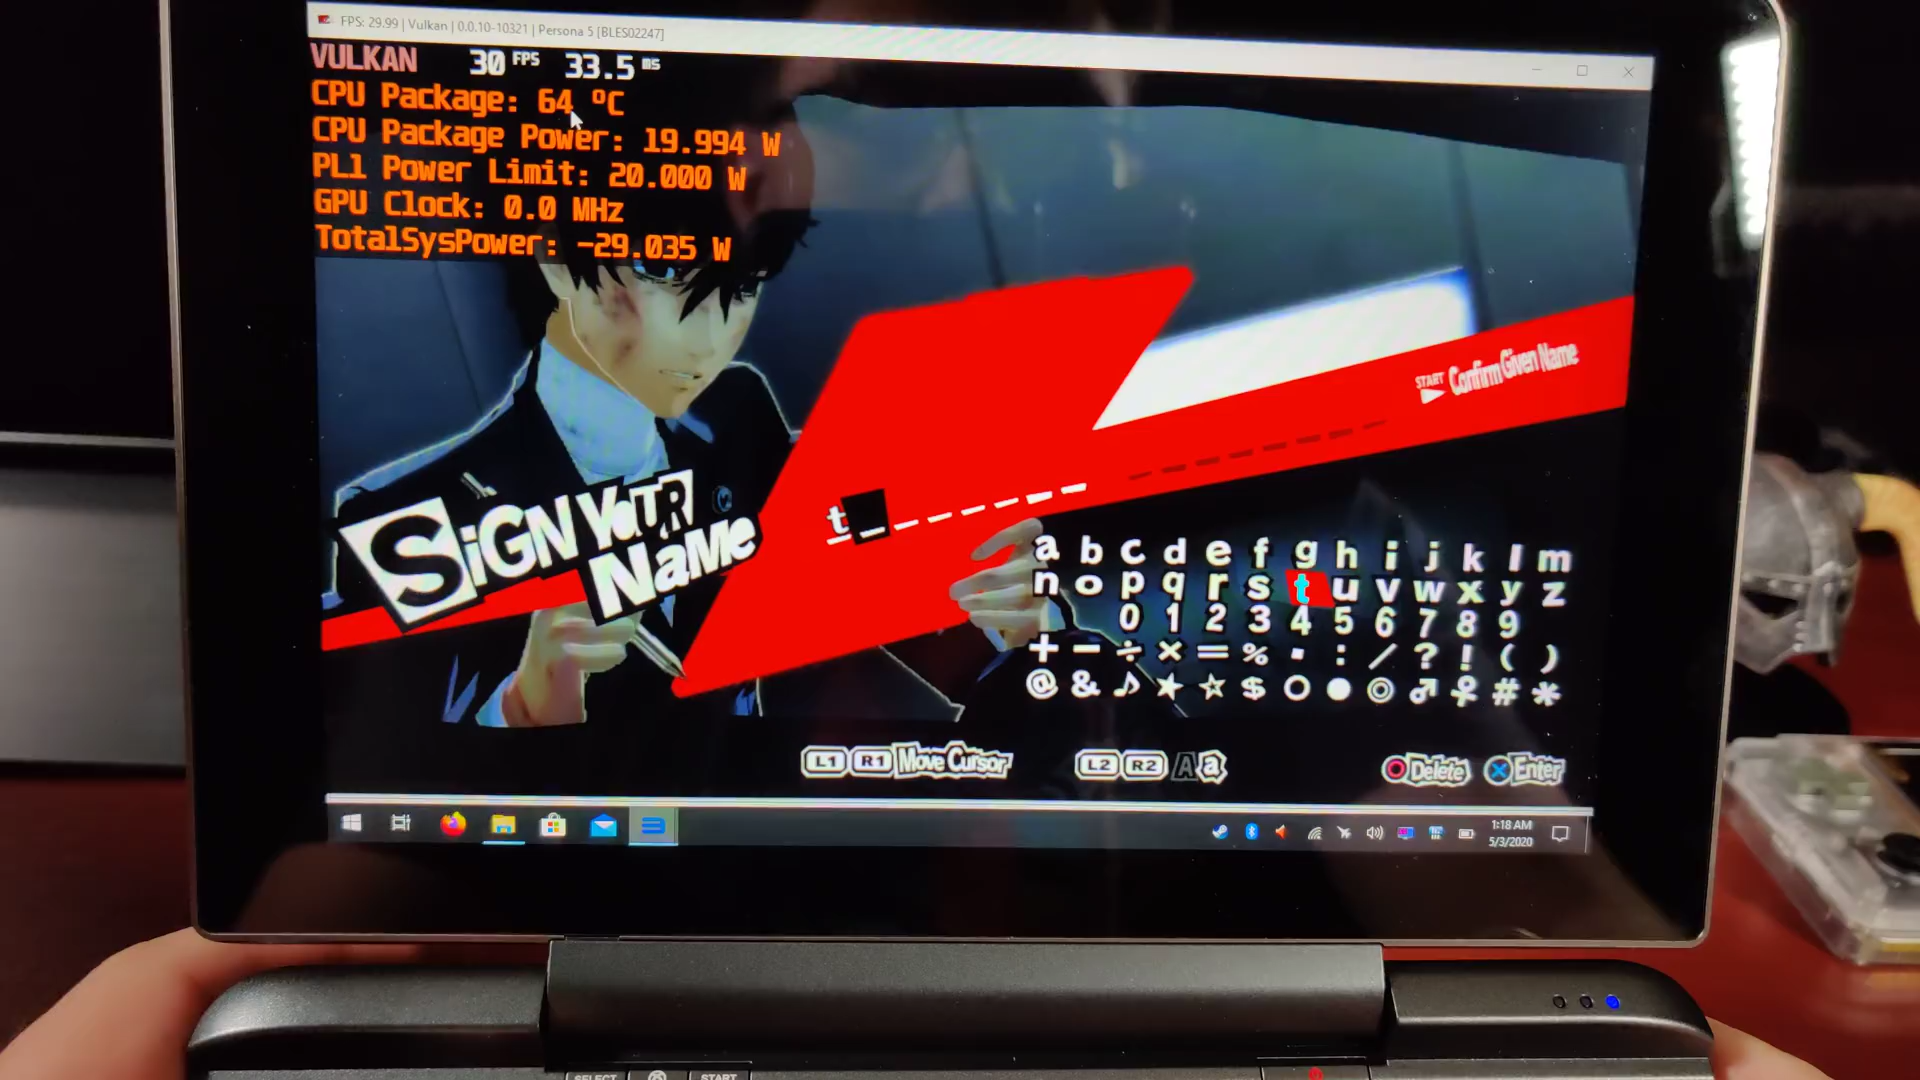 FPS: 29.99 | Vulkan | 0.0.10-10321 | Persona 5 [BLES02247]
VULKAN 30 FPS 33.5 ms
CPU Package: 64 ºC
CPU Package Power: 19.994 W
PL1 Power Limit: 20.000 W
GPU Clock: 0.0 MHz
TotalSysPower: -29.035 W
START Confirm Given Name
SiGN YOUR
NaMe
t_
a b c d e f g h i j k l m
n o p q r s t u v w x y z
0 1 2 3 4 5 6 7 8 9
+ - ÷ × = % · : / ? ! ( )
@ & ♪ ★ ☆ $ ○ ● ◎ ♂ ♀ # *
L1 R1 Move Cursor L2 R2 A a Delete Enter
1:18 AM
5/3/2020
SELECT START